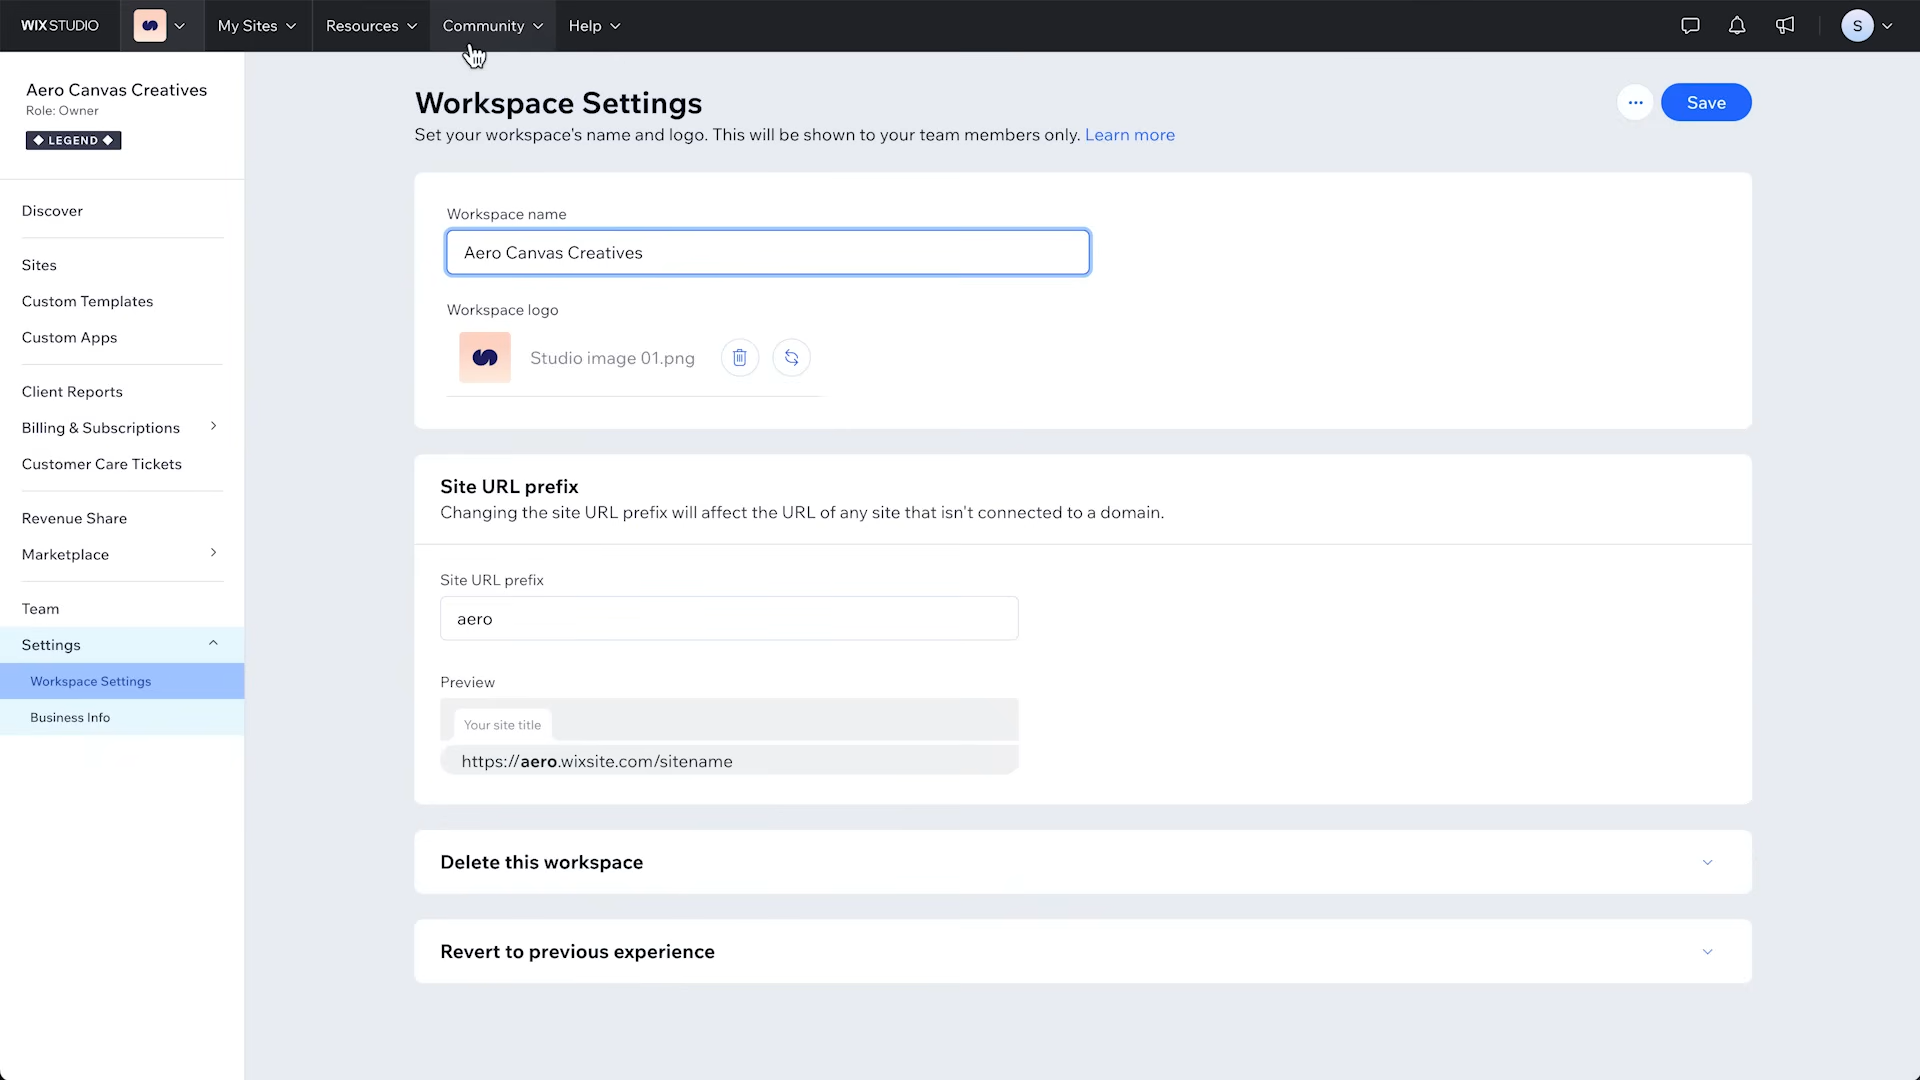 WIX STUDIO
My Sites
Resources
Community
Help
S
Aero Canvas Creatives
Role: Owner
LEGEND
Discover
Sites
Custom Templates
Custom Apps
Client Reports
Billing & Subscriptions
Customer Care Tickets
Revenue Share
Marketplace
Team
Settings
Workspace Settings
Business Info
Workspace Settings
Set your workspace's name and logo. This will be shown to your team members only. Learn more
Save
Workspace name
Aero Canvas Creatives
Workspace logo
Studio image 01.png
Site URL prefix
Changing the site URL prefix will affect the URL of any site that isn't connected to a domain.
Site URL prefix
aero
Preview
Your site title
https://aero.wixsite.com/sitename
Delete this workspace
Revert to previous experience